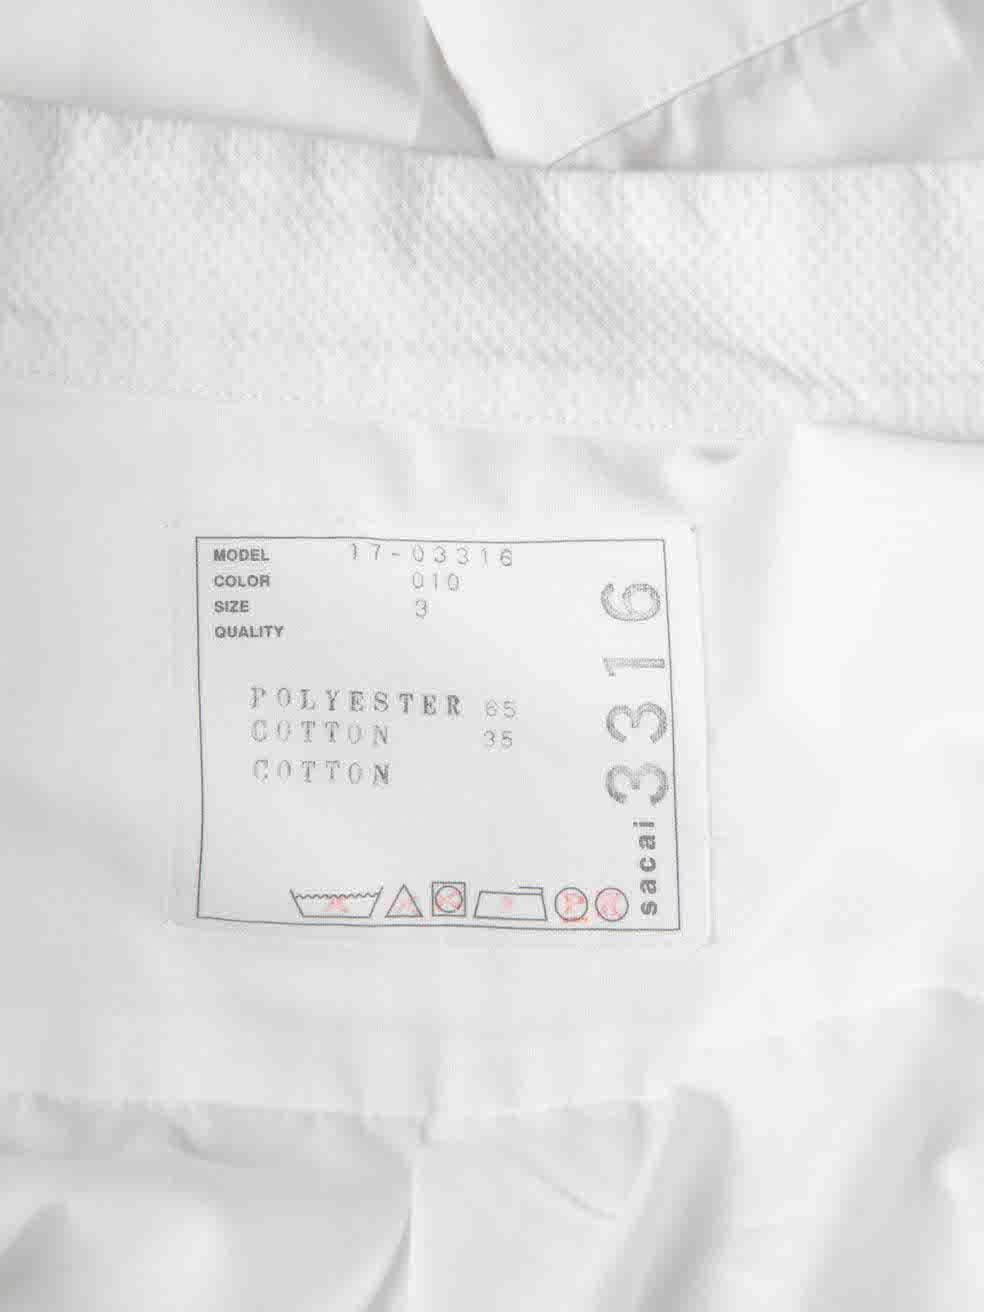 MODEL 17-03316
COLOR 010
SIZE 3
QUALITY
POLYESTER 65
COTTON 35
COTTON
sacai 3316
P